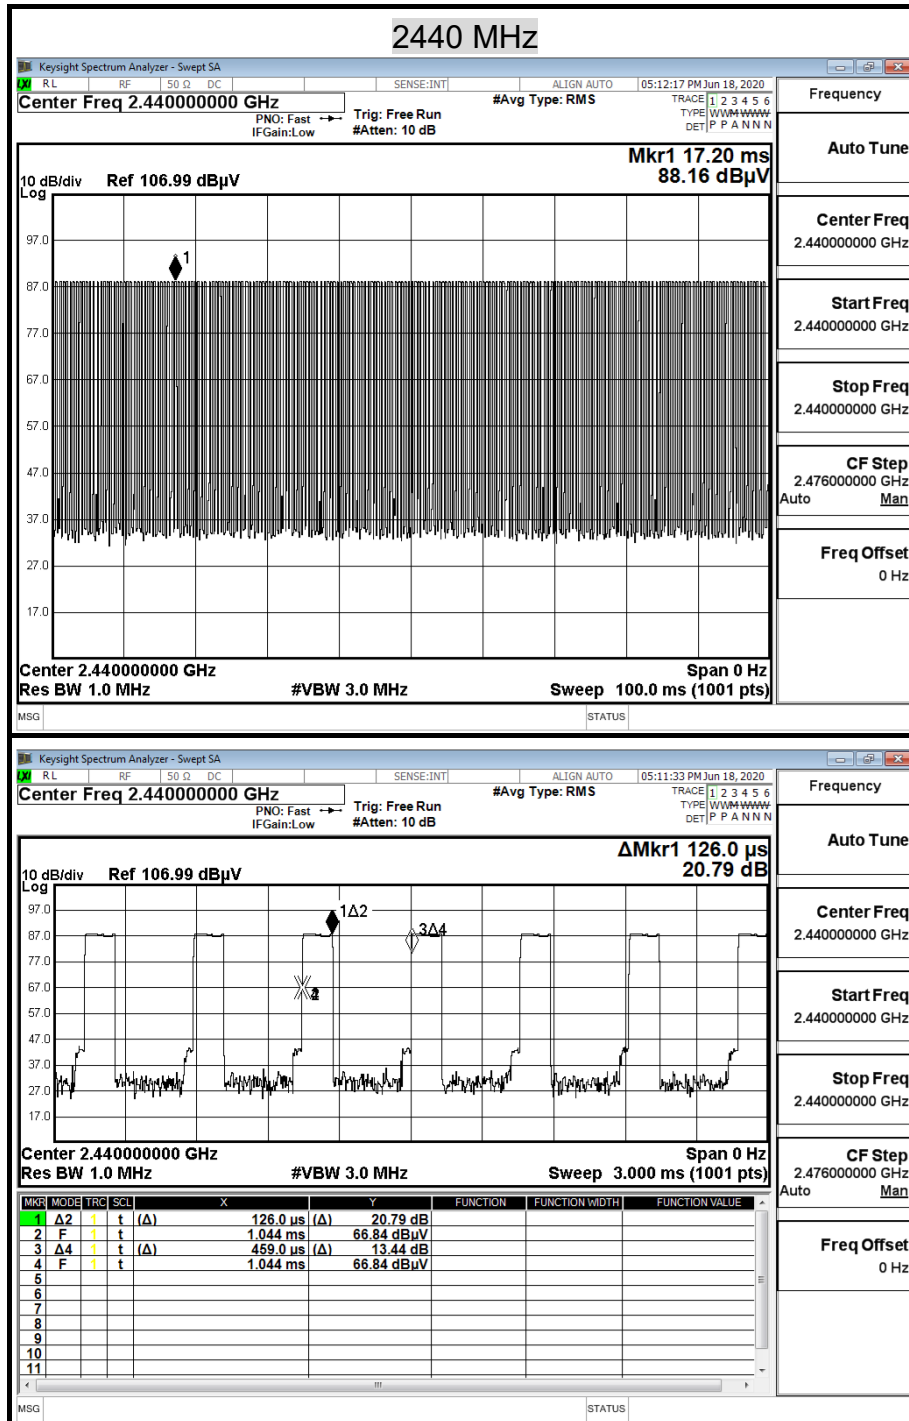 2440 MHz
Keysight Spectrum Analyzer - Swept SA
LXI RL RF 50 Ω DC SENSE:INT ALIGN AUTO 05:12:17 PM Jun 18, 2020
Center Freq 2.440000000 GHz
PNO: Fast
IFGain:Low
Trig: Free Run
#Atten: 10 dB
#Avg Type: RMS
TRACE 1 2 3 4 5 6
TYPE WWMWWWW
DET P P A N N N
Mkr1 17.20 ms
88.16 dBµV
10 dB/div Ref 106.99 dBµV
Log
1
97.0
87.0
77.0
67.0
57.0
47.0
37.0
27.0
17.0
Center 2.440000000 GHz Span 0 Hz
Res BW 1.0 MHz #VBW 3.0 MHz Sweep 100.0 ms (1001 pts)
MSG STATUS
Frequency
Auto Tune
Center Freq
2.440000000 GHz
Start Freq
2.440000000 GHz
Stop Freq
2.440000000 GHz
CF Step
2.476000000 GHz
Auto Man
Freq Offset
0 Hz
Keysight Spectrum Analyzer - Swept SA
LXI RL RF 50 Ω DC SENSE:INT ALIGN AUTO 05:11:33 PM Jun 18, 2020
Center Freq 2.440000000 GHz
PNO: Fast
IFGain:Low
Trig: Free Run
#Atten: 10 dB
#Avg Type: RMS
TRACE 1 2 3 4 5 6
TYPE WWMWWWW
DET P P A N N N
ΔMkr1 126.0 µs
20.79 dB
10 dB/div Ref 106.99 dBµV
Log
1Δ2
3Δ4
97.0
87.0
77.0
67.0
57.0
47.0
37.0
27.0
17.0
Center 2.440000000 GHz Span 0 Hz
Res BW 1.0 MHz #VBW 3.0 MHz Sweep 3.000 ms (1001 pts)
MKR MODE TRC SCL X Y FUNCTION FUNCTION WIDTH FUNCTION VALUE
1 Δ2 1 t (Δ) 126.0 µs (Δ) 20.79 dB
2 F 1 t 1.044 ms 66.84 dBµV
3 Δ4 1 t (Δ) 459.0 µs (Δ) 13.44 dB
4 F 1 t 1.044 ms 66.84 dBµV
5
6
7
8
9
10
11
MSG STATUS
Frequency
Auto Tune
Center Freq
2.440000000 GHz
Start Freq
2.440000000 GHz
Stop Freq
2.440000000 GHz
CF Step
2.476000000 GHz
Auto Man
Freq Offset
0 Hz